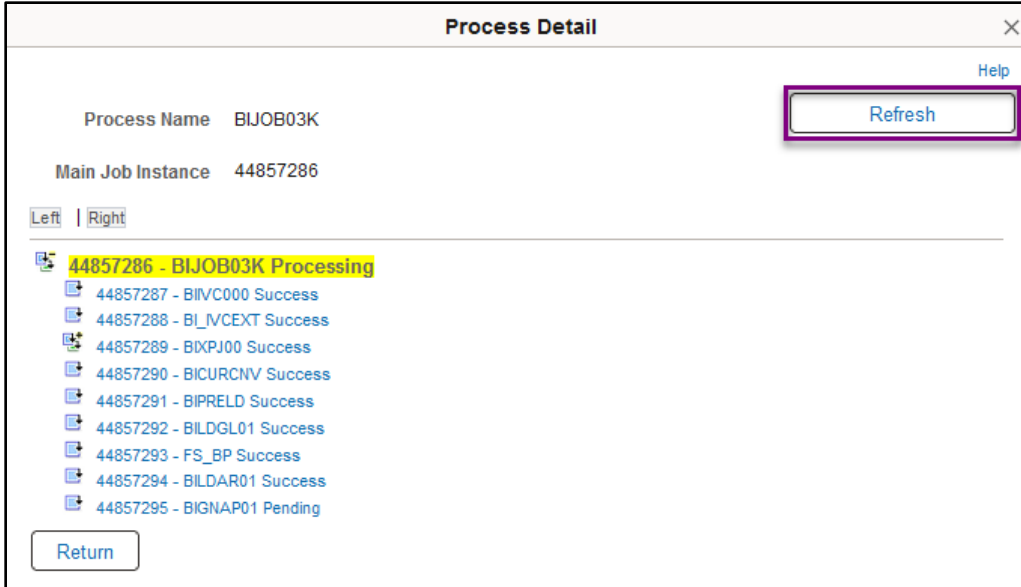 Process Detail
Help
Refresh
Process Name BIJOB03K
Main Job Instance 44857286
Left | Right
44857286 - BIJOB03K Processing
44857287 - BIIVC000 Success
44857288 - BI_IVCEXT Success
44857289 - BIXPJ00 Success
44857290 - BICURCNV Success
44857291 - BIPRELD Success
44857292 - BILDGL01 Success
44857293 - FS_BP Success
44857294 - BILDAR01 Success
44857295 - BIGNAP01 Pending
Return